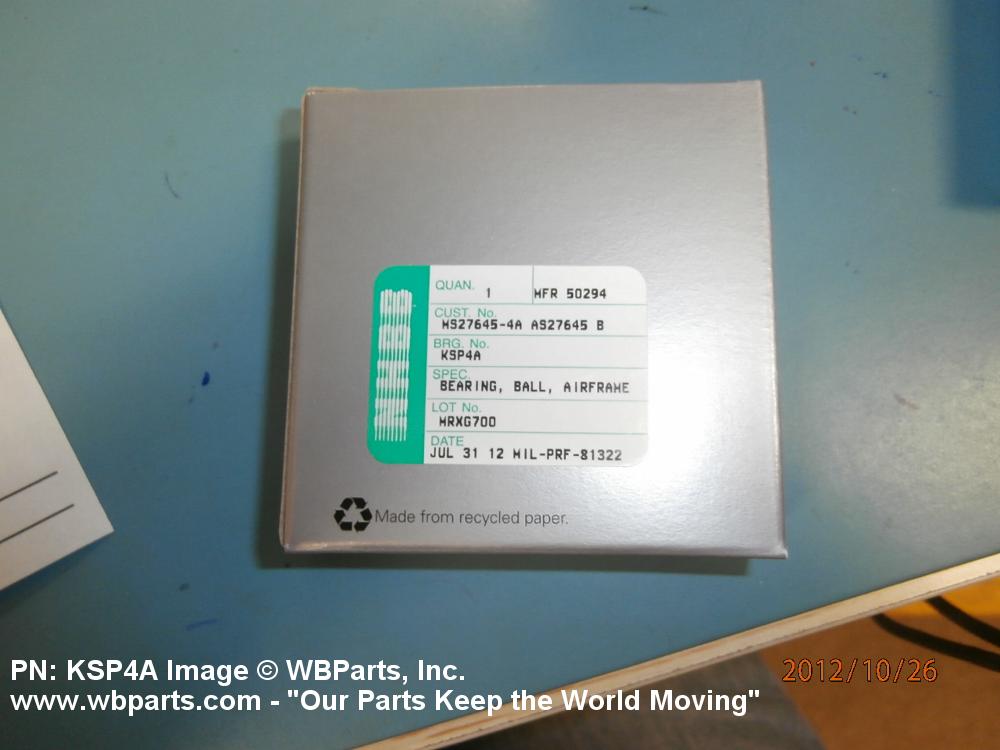 QUAN. 1 MFR 50294
CUST. No.
MS27645-4A AS27645 B
BRG. No.
KSP4A
SPEC.
BEARING, BALL, AIRFRAME
LOT No.
MRXG700
DATE
JUL 31 12 MIL-PRF-81322
Made from recycled paper.
PN: KSP4A Image © WBParts, Inc.
www.wbparts.com - "Our Parts Keep the World Moving"
2012/10/26